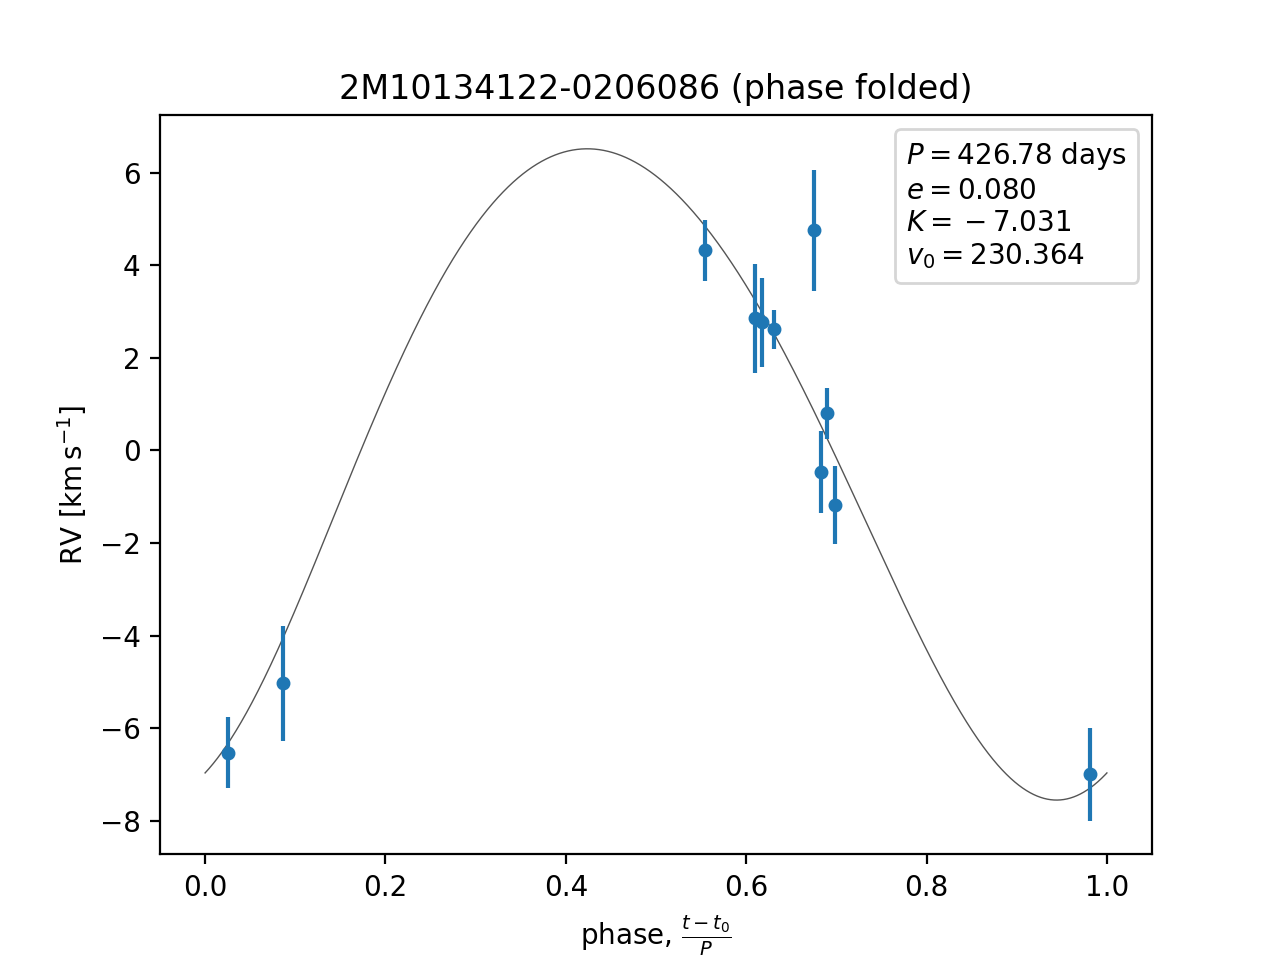 2M10134122-0206086 (phase folded)
P = 426.78 days
e = 0.080
K = − 7.031
v₀ = 230.364
6
4
2
0
−2
−4
−6
−8
RV [km s⁻¹]
0.0 0.2 0.4 0.6 0.8 1.0
phase, (t − t₀)/P